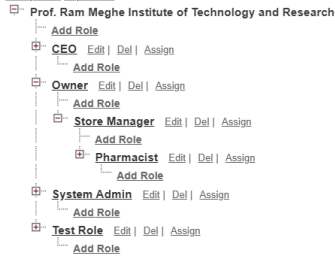 Prof. Ram Meghe Institute of Technology and Research
Add Role
CEO Edit | Del | Assign
Add Role
Owner Edit | Del | Assign
Add Role
Store Manager Edit | Del | Assign
Add Role
Pharmacist Edit | Del | Assign
Add Role
System Admin Edit | Del | Assign
Add Role
Test Role Edit | Del | Assign
Add Role